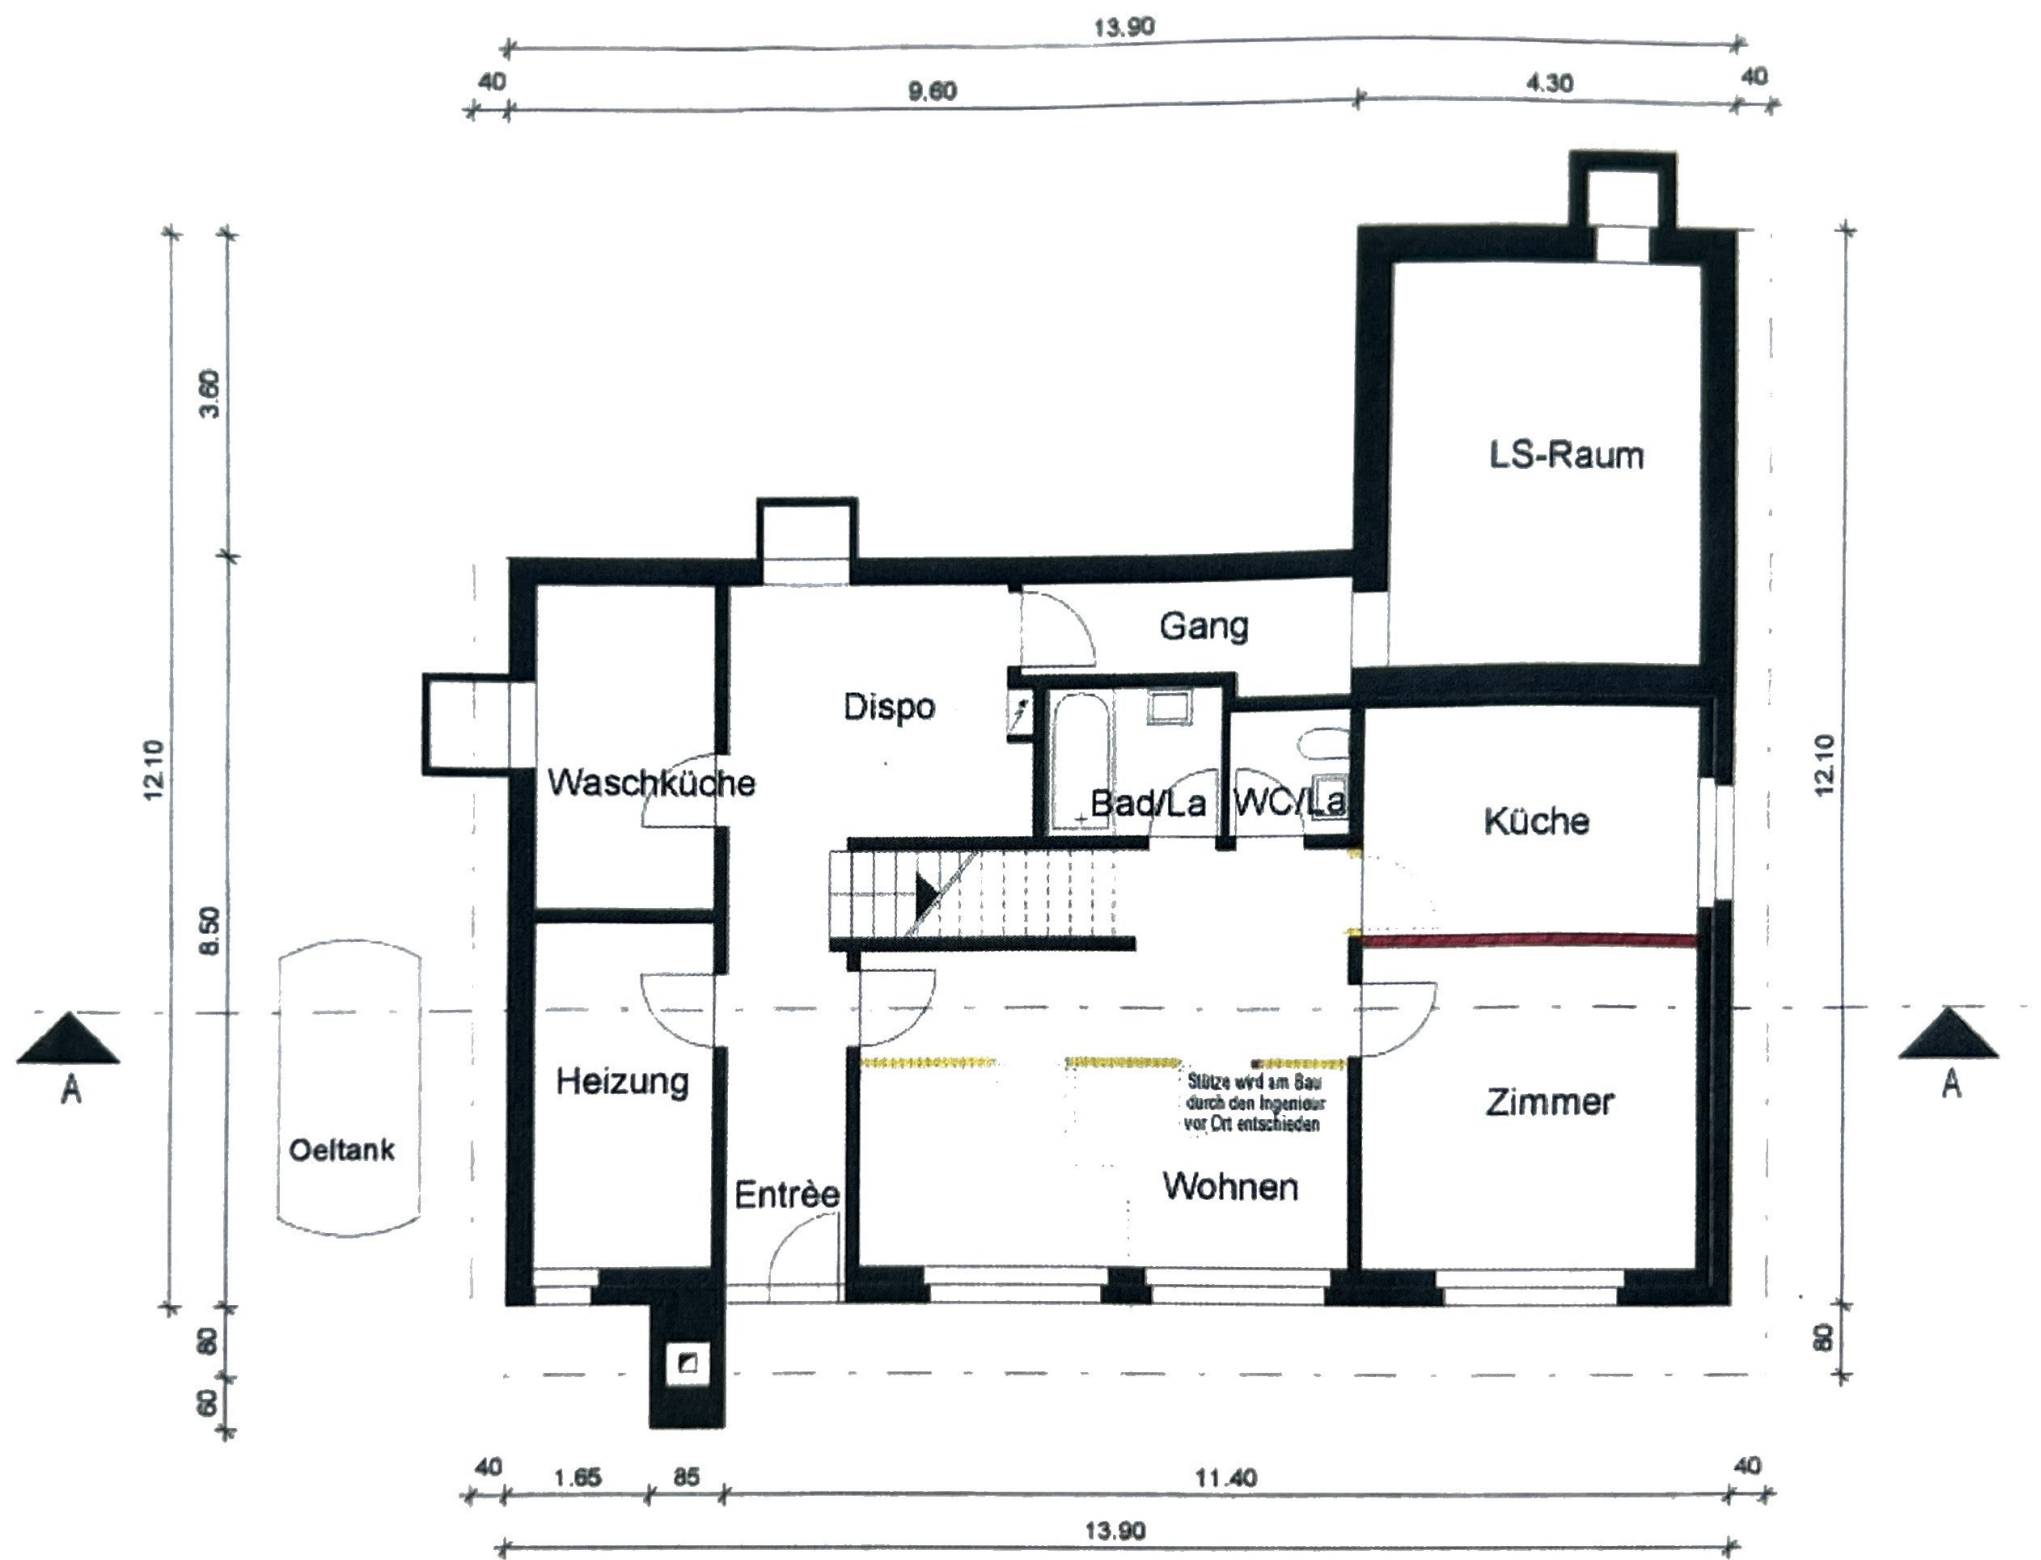 13.90
40
9.60
4.30
40
3.60
LS-Raum
Gang
Dispo
12.10
12.10
Waschküche
Bad/La
WC/La
Küche
8.50
A
Heizung
Stütze wird am Bau
durch den Ingenieur
vor Ort entschieden
Zimmer
A
Oeltank
Entrèe
Wohnen
80
80
60
40
1.65
85
11.40
40
13.90